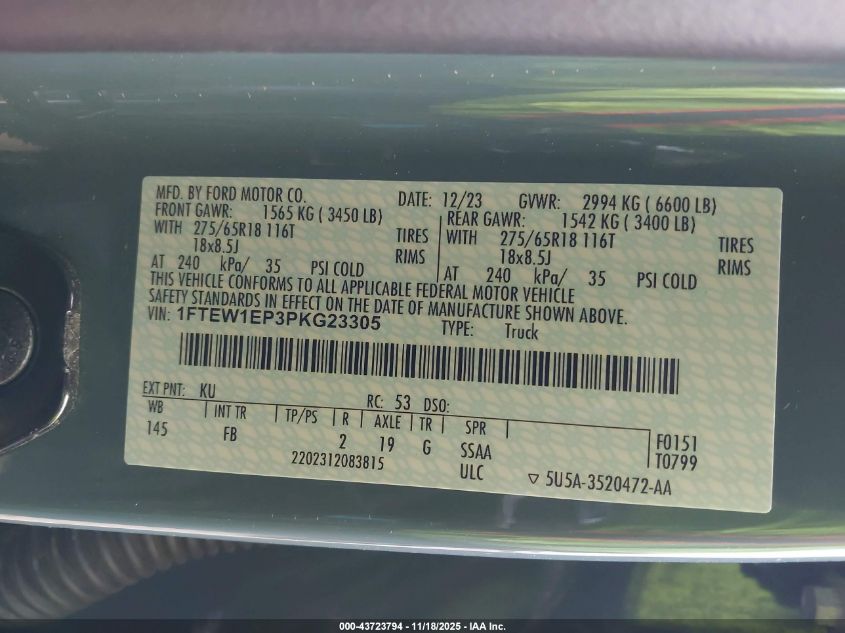 MFD. BY FORD MOTOR CO. DATE: 12/23 GVWR: 2994 KG ( 6600 LB)
FRONT GAWR: 1565 KG ( 3450 LB) REAR GAWR: 1542 KG ( 3400 LB)
WITH 275/65R18 116T TIRES WITH 275/65R18 116T TIRES
18x8.5J RIMS 18x8.5J RIMS
AT 240 kPa/ 35 PSI COLD AT 240 kPa/ 35 PSI COLD
THIS VEHICLE CONFORMS TO ALL APPLICABLE FEDERAL MOTOR VEHICLE
SAFETY STANDARDS IN EFFECT ON THE DATE OF MANUFACTURE SHOWN ABOVE.
VIN: 1FTEW1EP3PKG23305 TYPE: Truck
EXT PNT: KU RC: 53 DSO:
WB INT TR TP/PS R AXLE TR SPR
145 FB 2 19 G SSAA F0151
2202312083815 ULC T0799
5U5A-3520472-AA
000-43723794 - 11/18/2025 - IAA Inc.